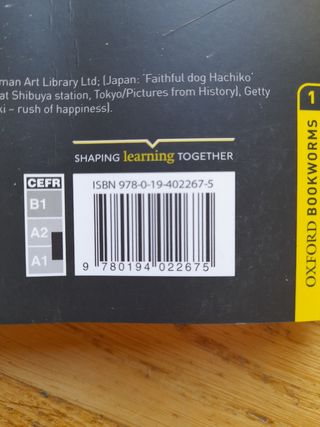 man Art Library Ltd; (Japan: 'Faithful dog Hachiko'
at Shibuya station, Tokyo/Pictures from History), Getty
ki – rush of happiness).
SHAPING learning TOGETHER
CEFR
B1
A2
A1
ISBN 978-0-19-402267-5
9 780194 022675
1
OXFORD BOOKWORMS